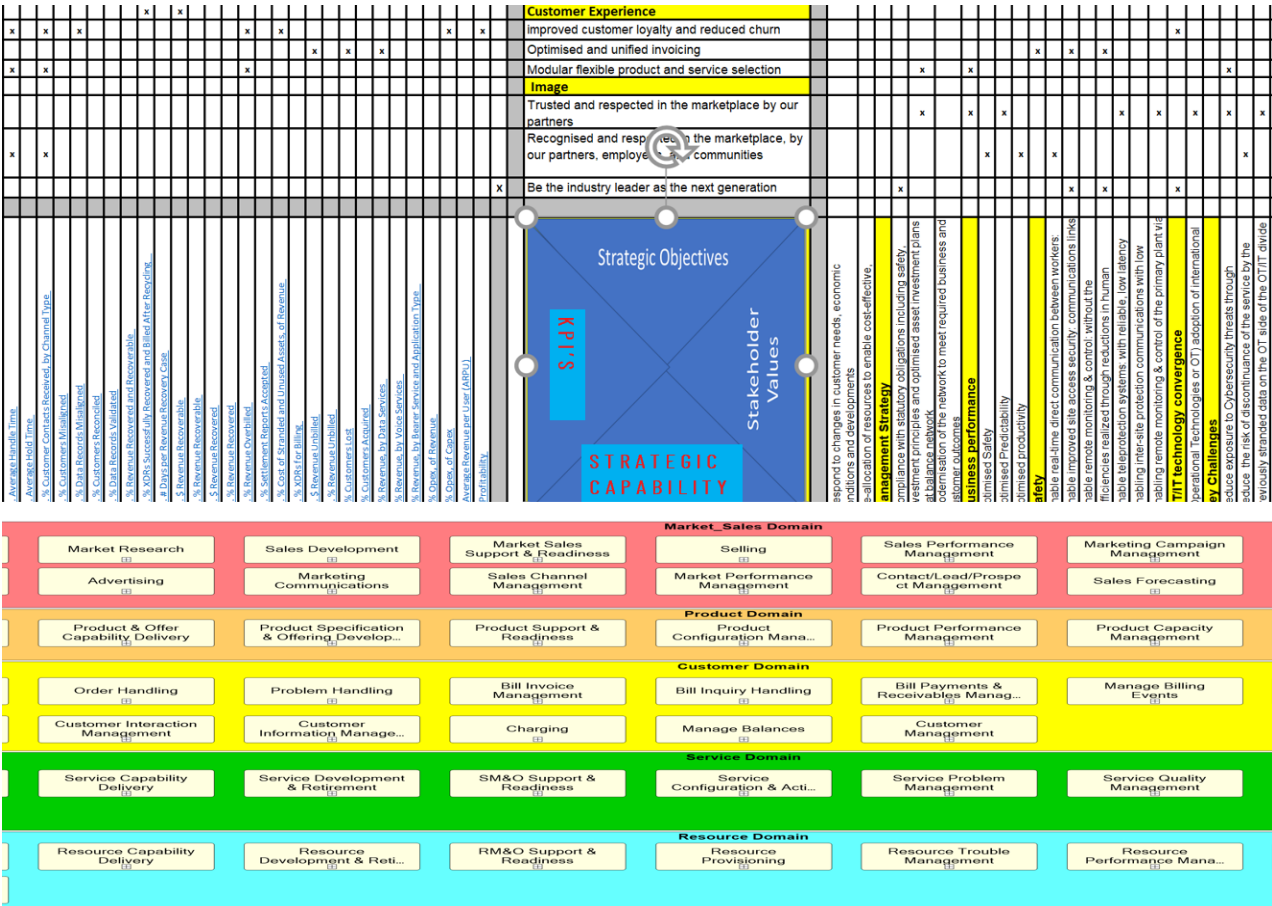 Customer Experience
improved customer loyalty and reduced churn
Optimised and unified invoicing
Modular flexible product and service selection
Image
Trusted and respected in the marketplace by our
partners
Recognised and the marketplace, by
our partners, communities
Be the industry leader as the next generation
Average Handle Time
Average Hold Time
% Customer Contacts Received, by Channel Type
% Customers Misaligned
% Data Records Misaligned
% Customers Reconciled
% Data Records Validated
% Revenue Recovered and Recoverable
% XDRs Successfully Recovered and Billed After Recycling
# Days per Revenue Recovery Case
$ Revenue Recoverable
% Revenue Recoverable
$ Revenue Recovered
% Revenue Recovered
% Revenue Overbilled
% Settlement Reports Accepted
% Cost of Stranded and Unused Assets, of Revenue
% XDRs for Billing
$ Revenue Unbilled
% Revenue Unbilled
% Customers Lost
% Customers Acquired
% Revenue, by Data Services
% Revenue, by Voice Services
% Revenue, by Bearer Service and Application Type
% Opex, of Revenue
% Opex, of Capex
Average Revenue per User (ARPU)
Profitability
Strategic Objectives
KPI'S
Stakeholder
Values
STRATEGIC
CAPABILITY
espond to changes in customer needs, economic
nditions and developments
e-allocation of resources to enable cost-effective,
anagement Strategy
ompliance with statutory obligations including safety,
vestment principles and optimised asset investment plans
at balance network
odernisation of the network to meet required business and
stomer outcomes
usiness performance
otimised Safety
otimised Predictability
otimised productivity
afety
nable real-time direct communication between workers:
nable improved site access security: communications links
nable remote monitoring & control: without the
fficiencies realized through reductions in human
nable teleprotection systems: with reliable, low latency
nabling inter-site protection communications with low
nabling remote monitoring & control of the primary plant via
T/IT technology convergence
perational Technologies or OT) adoption of international
ey Challenges
educe exposure to Cybersecurity threats through
educe the risk of discontinuance of the service by the
reviously stranded data on the OT side of the OT/IT divide
Market_Sales Domain
Market Research
Sales Development
Market Sales
Support & Readiness
Selling
Sales Performance
Management
Marketing Campaign
Management
Advertising
Marketing
Communications
Sales Channel
Management
Market Performance
Management
Contact/Lead/Prospe
ct Management
Sales Forecasting
Product Domain
Product & Offer
Capability Delivery
Product Specification
& Offering Develop...
Product Support &
Readiness
Product
Configuration Mana...
Product Performance
Management
Product Capacity
Management
Customer Domain
Order Handling
Problem Handling
Bill Invoice
Management
Bill Inquiry Handling
Bill Payments &
Receivables Manag...
Manage Billing
Events
Customer Interaction
Management
Customer
Information Manage...
Charging
Manage Balances
Customer
Management
Service Domain
Service Capability
Delivery
Service Development
& Retirement
SM&O Support &
Readiness
Service
Configuration & Acti...
Service Problem
Management
Service Quality
Management
Resource Domain
Resource Capability
Delivery
Resource
Development & Reti...
RM&O Support &
Readiness
Resource
Provisioning
Resource Trouble
Management
Resource
Performance Mana...